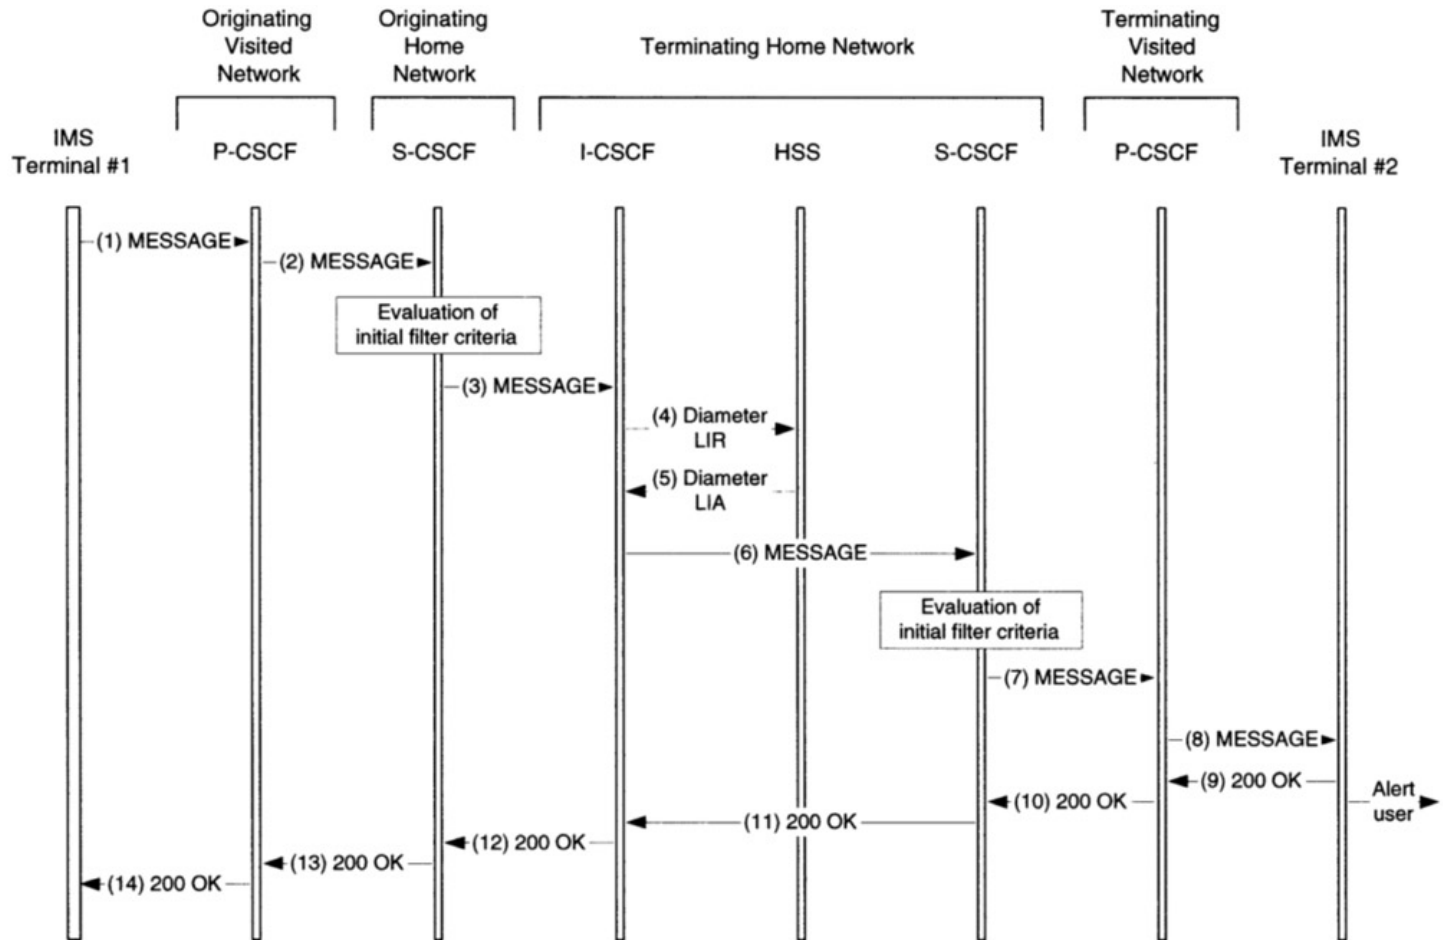 Originating
Visited
Network
Originating
Home
Network
Terminating Home Network
Terminating
Visited
Network
IMS
Terminal #1
P-CSCF
S-CSCF
I-CSCF
HSS
S-CSCF
P-CSCF
IMS
Terminal #2
(1) MESSAGE
(2) MESSAGE
Evaluation of
initial filter criteria
(3) MESSAGE
(4) Diameter
LIR
(5) Diameter
LIA
(6) MESSAGE
Evaluation of
initial filter criteria
(7) MESSAGE
(8) MESSAGE
(9) 200 OK
Alert
user
(10) 200 OK
(11) 200 OK
(12) 200 OK
(13) 200 OK
(14) 200 OK